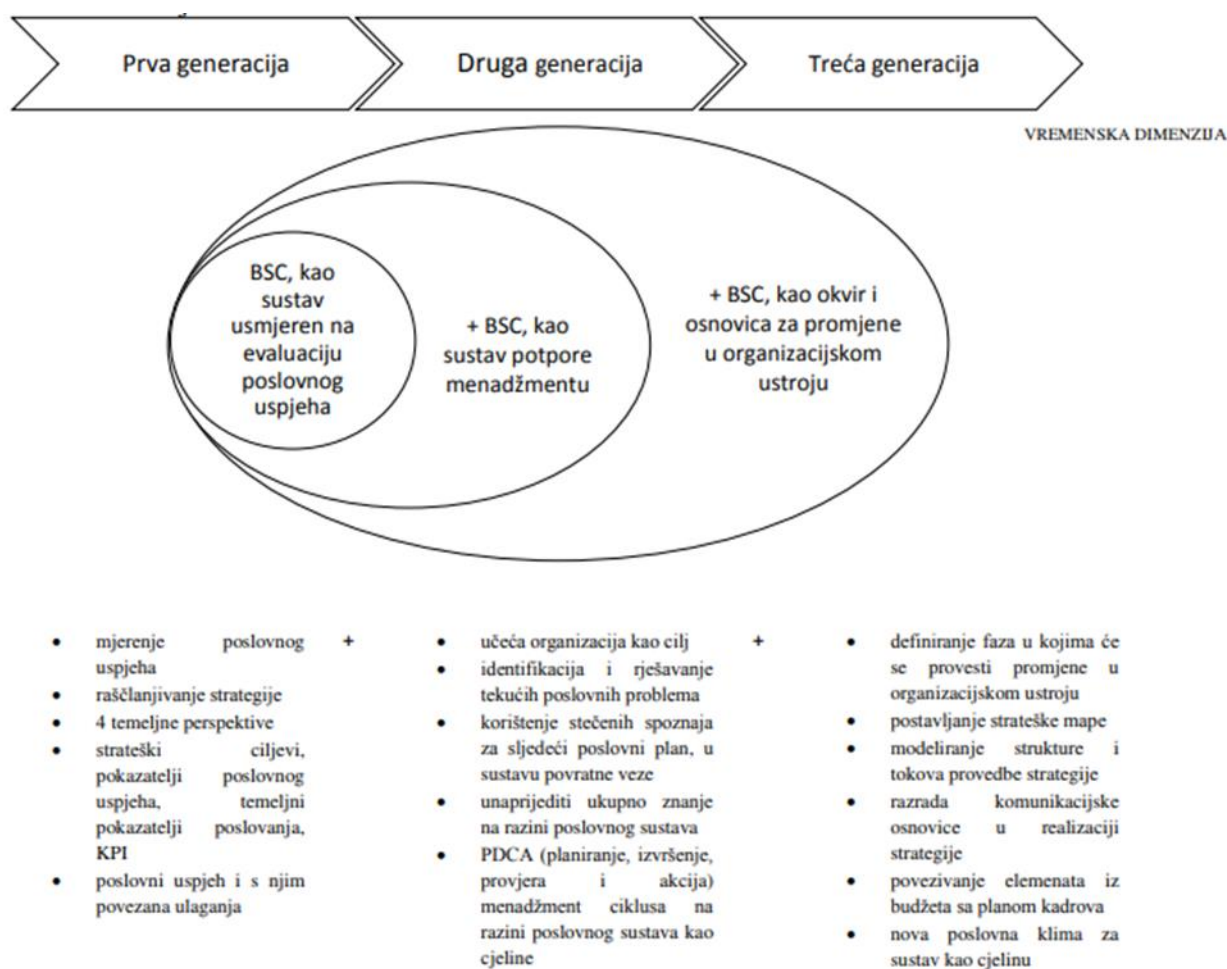 Prva generacija
Druga generacija
Treća generacija
VREMENSKA DIMENZIJA
BSC, kao
sustav
usmjeren na
evaluaciju
poslovnog
uspjeha
+ BSC, kao
sustav potpore
menadžmentu
+ BSC, kao okvir i
osnovica za promjene
u organizacijskom
ustroju
• mjerenje poslovnog
uspjeha
• raščlanjivanje strategije
• 4 temeljne perspektive
• strateški ciljevi,
pokazatelji poslovnog
uspjeha, temeljni
pokazatelji poslovanja,
KPI
• poslovni uspjeh i s njim
povezana ulaganja
+
• učeća organizacija kao cilj
• identifikacija i rješavanje
tekućih poslovnih problema
• korištenje stečenih spoznaja
za sljedeći poslovni plan, u
sustavu povratne veze
• unaprijediti ukupno znanje
na razini poslovnog sustava
• PDCA (planiranje, izvršenje,
provjera i akcija)
menadžment ciklusa na
razini poslovnog sustava kao
cjeline
+
• definiranje faza u kojima će
se provesti promjene u
organizacijskom ustroju
• postavljanje strateške mape
• modeliranje strukture i
tokova provedbe strategije
• razrada komunikacijske
osnovice u realizaciji
strategije
• povezivanje elemenata iz
budžeta sa planom kadrova
• nova poslovna klima za
sustav kao cjelinu